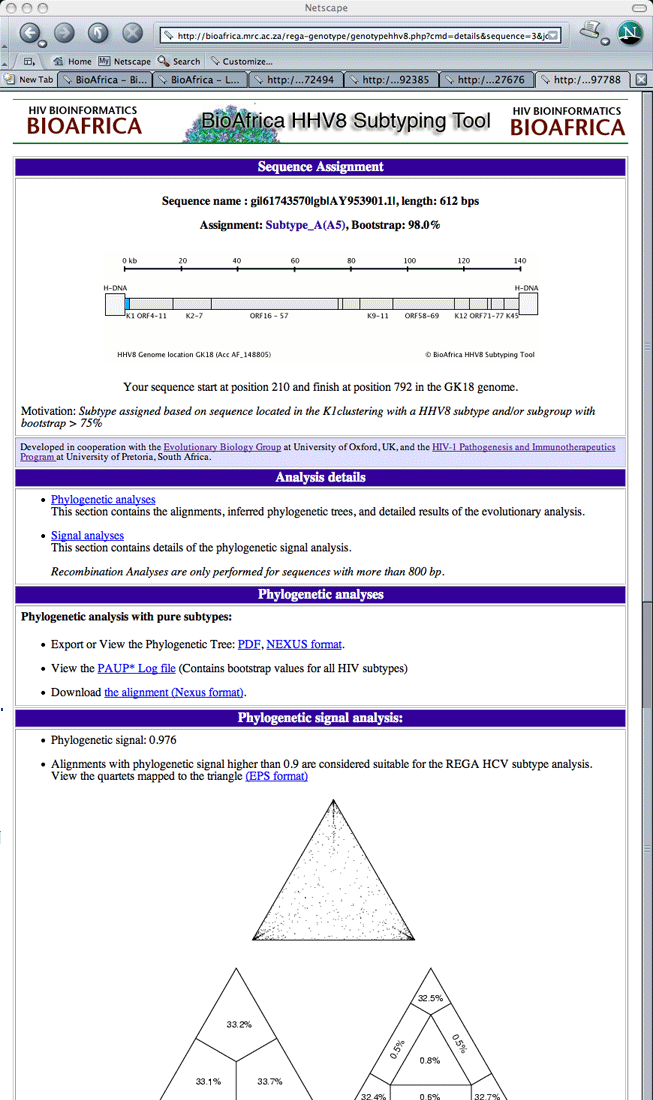 Netscape
http://bioafrica.mrc.ac.za/rega-genotype/genotypehhv8.php?cmd=details&sequence=3&jo
Home Netscape Search Customize...
New Tab BioAfrica – Bi... BioAfrica – L... http:/...72494 http:/...92385 http:/...27676 http:/...97788
HIV BIOINFORMATICS
BIOAFRICA
BioAfrica HHV8 Subtyping Tool
HIV BIOINFORMATICS
BIOAFRICA
Sequence Assignment
Sequence name : gi|61743570|gb|AY953901.1|, length: 612 bps
Assignment: Subtype_A(A5), Bootstrap: 98.0%
0 kb 20 40 60 80 100 120 140
H-DNA H-DNA
K1 ORF4-11 K2-7 ORF16 - 57 K9-11 ORF58-69 K12 ORF71-77 K45
HHV8 Genome location GK18 (Acc AF_148805) © BioAfrica HHV8 Subtyping Tool
Your sequence start at position 210 and finish at position 792 in the GK18 genome.
Motivation: Subtype assigned based on sequence located in the K1clustering with a HHV8 subtype and/or subgroup with
bootstrap > 75%
Developed in cooperation with the Evolutionary Biology Group at University of Oxford, UK, and the HIV-1 Pathogenesis and Immunotherapeutics
Program at University of Pretoria, South Africa.
Analysis details
• Phylogenetic analyses
This section contains the alignments, inferred phylogenetic trees, and detailed results of the evolutionary analysis.
• Signal analyses
This section contains details of the phylogenetic signal analysis.
Recombination Analyses are only performed for sequences with more than 800 bp.
Phylogenetic analyses
Phylogenetic analysis with pure subtypes:
• Export or View the Phylogenetic Tree: PDF, NEXUS format.
• View the PAUP* Log file (Contains bootstrap values for all HIV subtypes)
• Download the alignment (Nexus format).
Phylogenetic signal analysis:
• Phylogenetic signal: 0.976
• Alignments with phylogenetic signal higher than 0.9 are considered suitable for the REGA HCV subtype analysis.
View the quartets mapped to the triangle (EPS format)
33.2%
33.1% 33.7%
32.5%
0.5% 0.5%
0.8%
32.4% 0.6% 32.7%